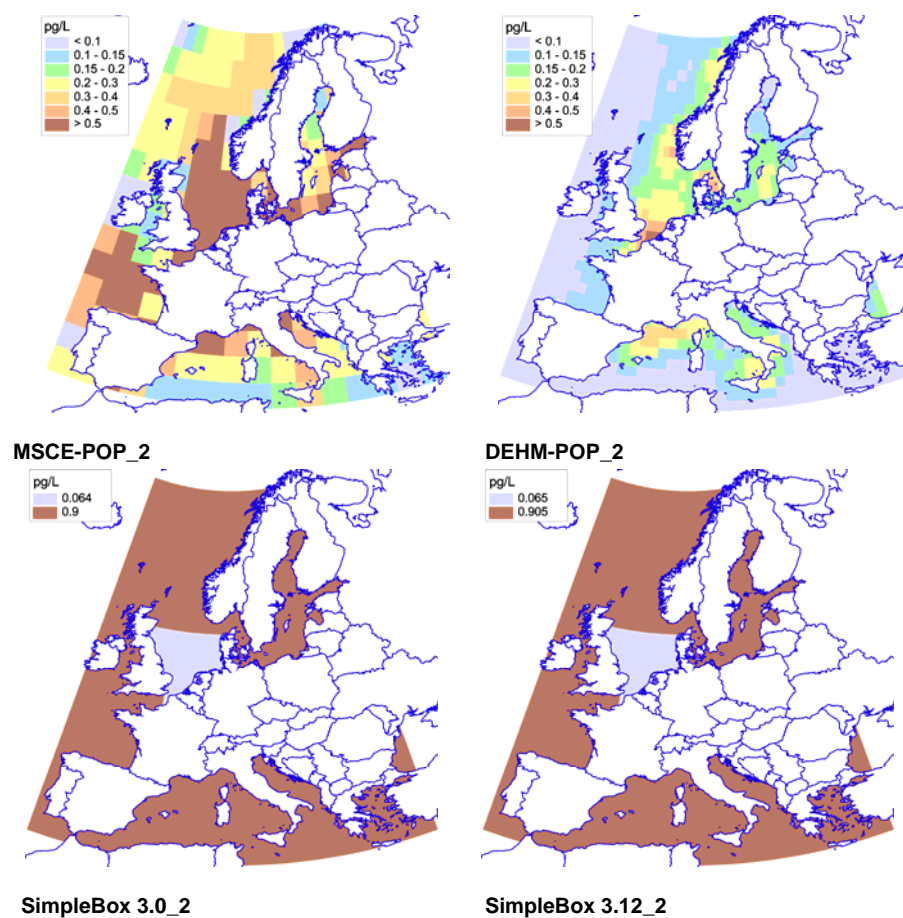 pg/L
< 0.1
0.1 - 0.15
0.15 - 0.2
0.2 - 0.3
0.3 - 0.4
0.4 - 0.5
> 0.5
pg/L
< 0.1
0.1 - 0.15
0.15 - 0.2
0.2 - 0.3
0.3 - 0.4
0.4 - 0.5
> 0.5
MSCE-POP_2
DEHM-POP_2
pg/L
0.064
0.9
pg/L
0.065
0.905
SimpleBox 3.0_2
SimpleBox 3.12_2